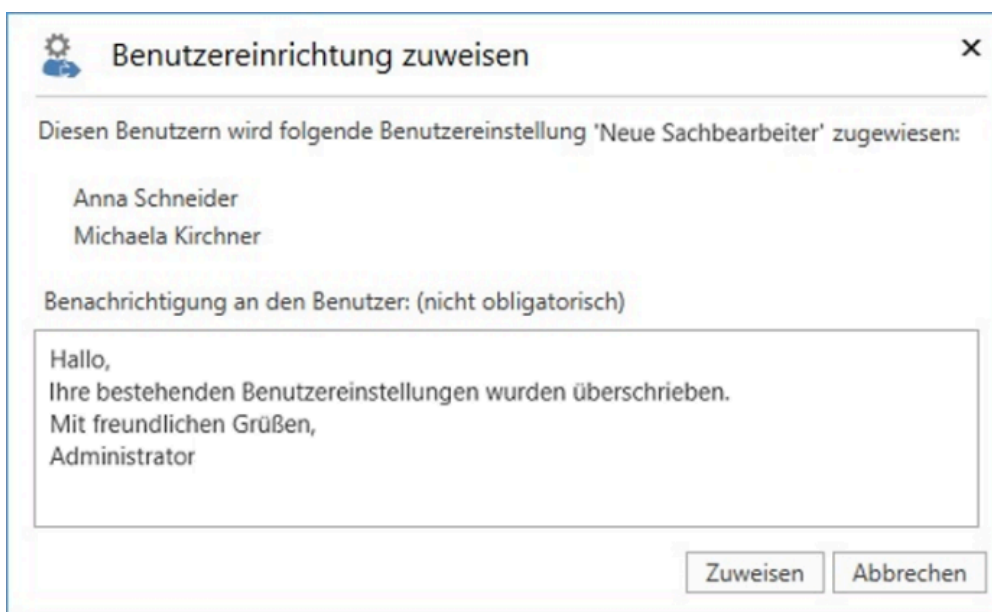 Benutzereinrichtung zuweisen
Diesen Benutzern wird folgende Benutzereinstellung 'Neue Sachbearbeiter' zugewiesen:
Anna Schneider
Michaela Kirchner
Benachrichtigung an den Benutzer: (nicht obligatorisch)
Hallo,
Ihre bestehenden Benutzereinstellungen wurden überschrieben.
Mit freundlichen Grüßen,
Administrator
Zuweisen Abbrechen